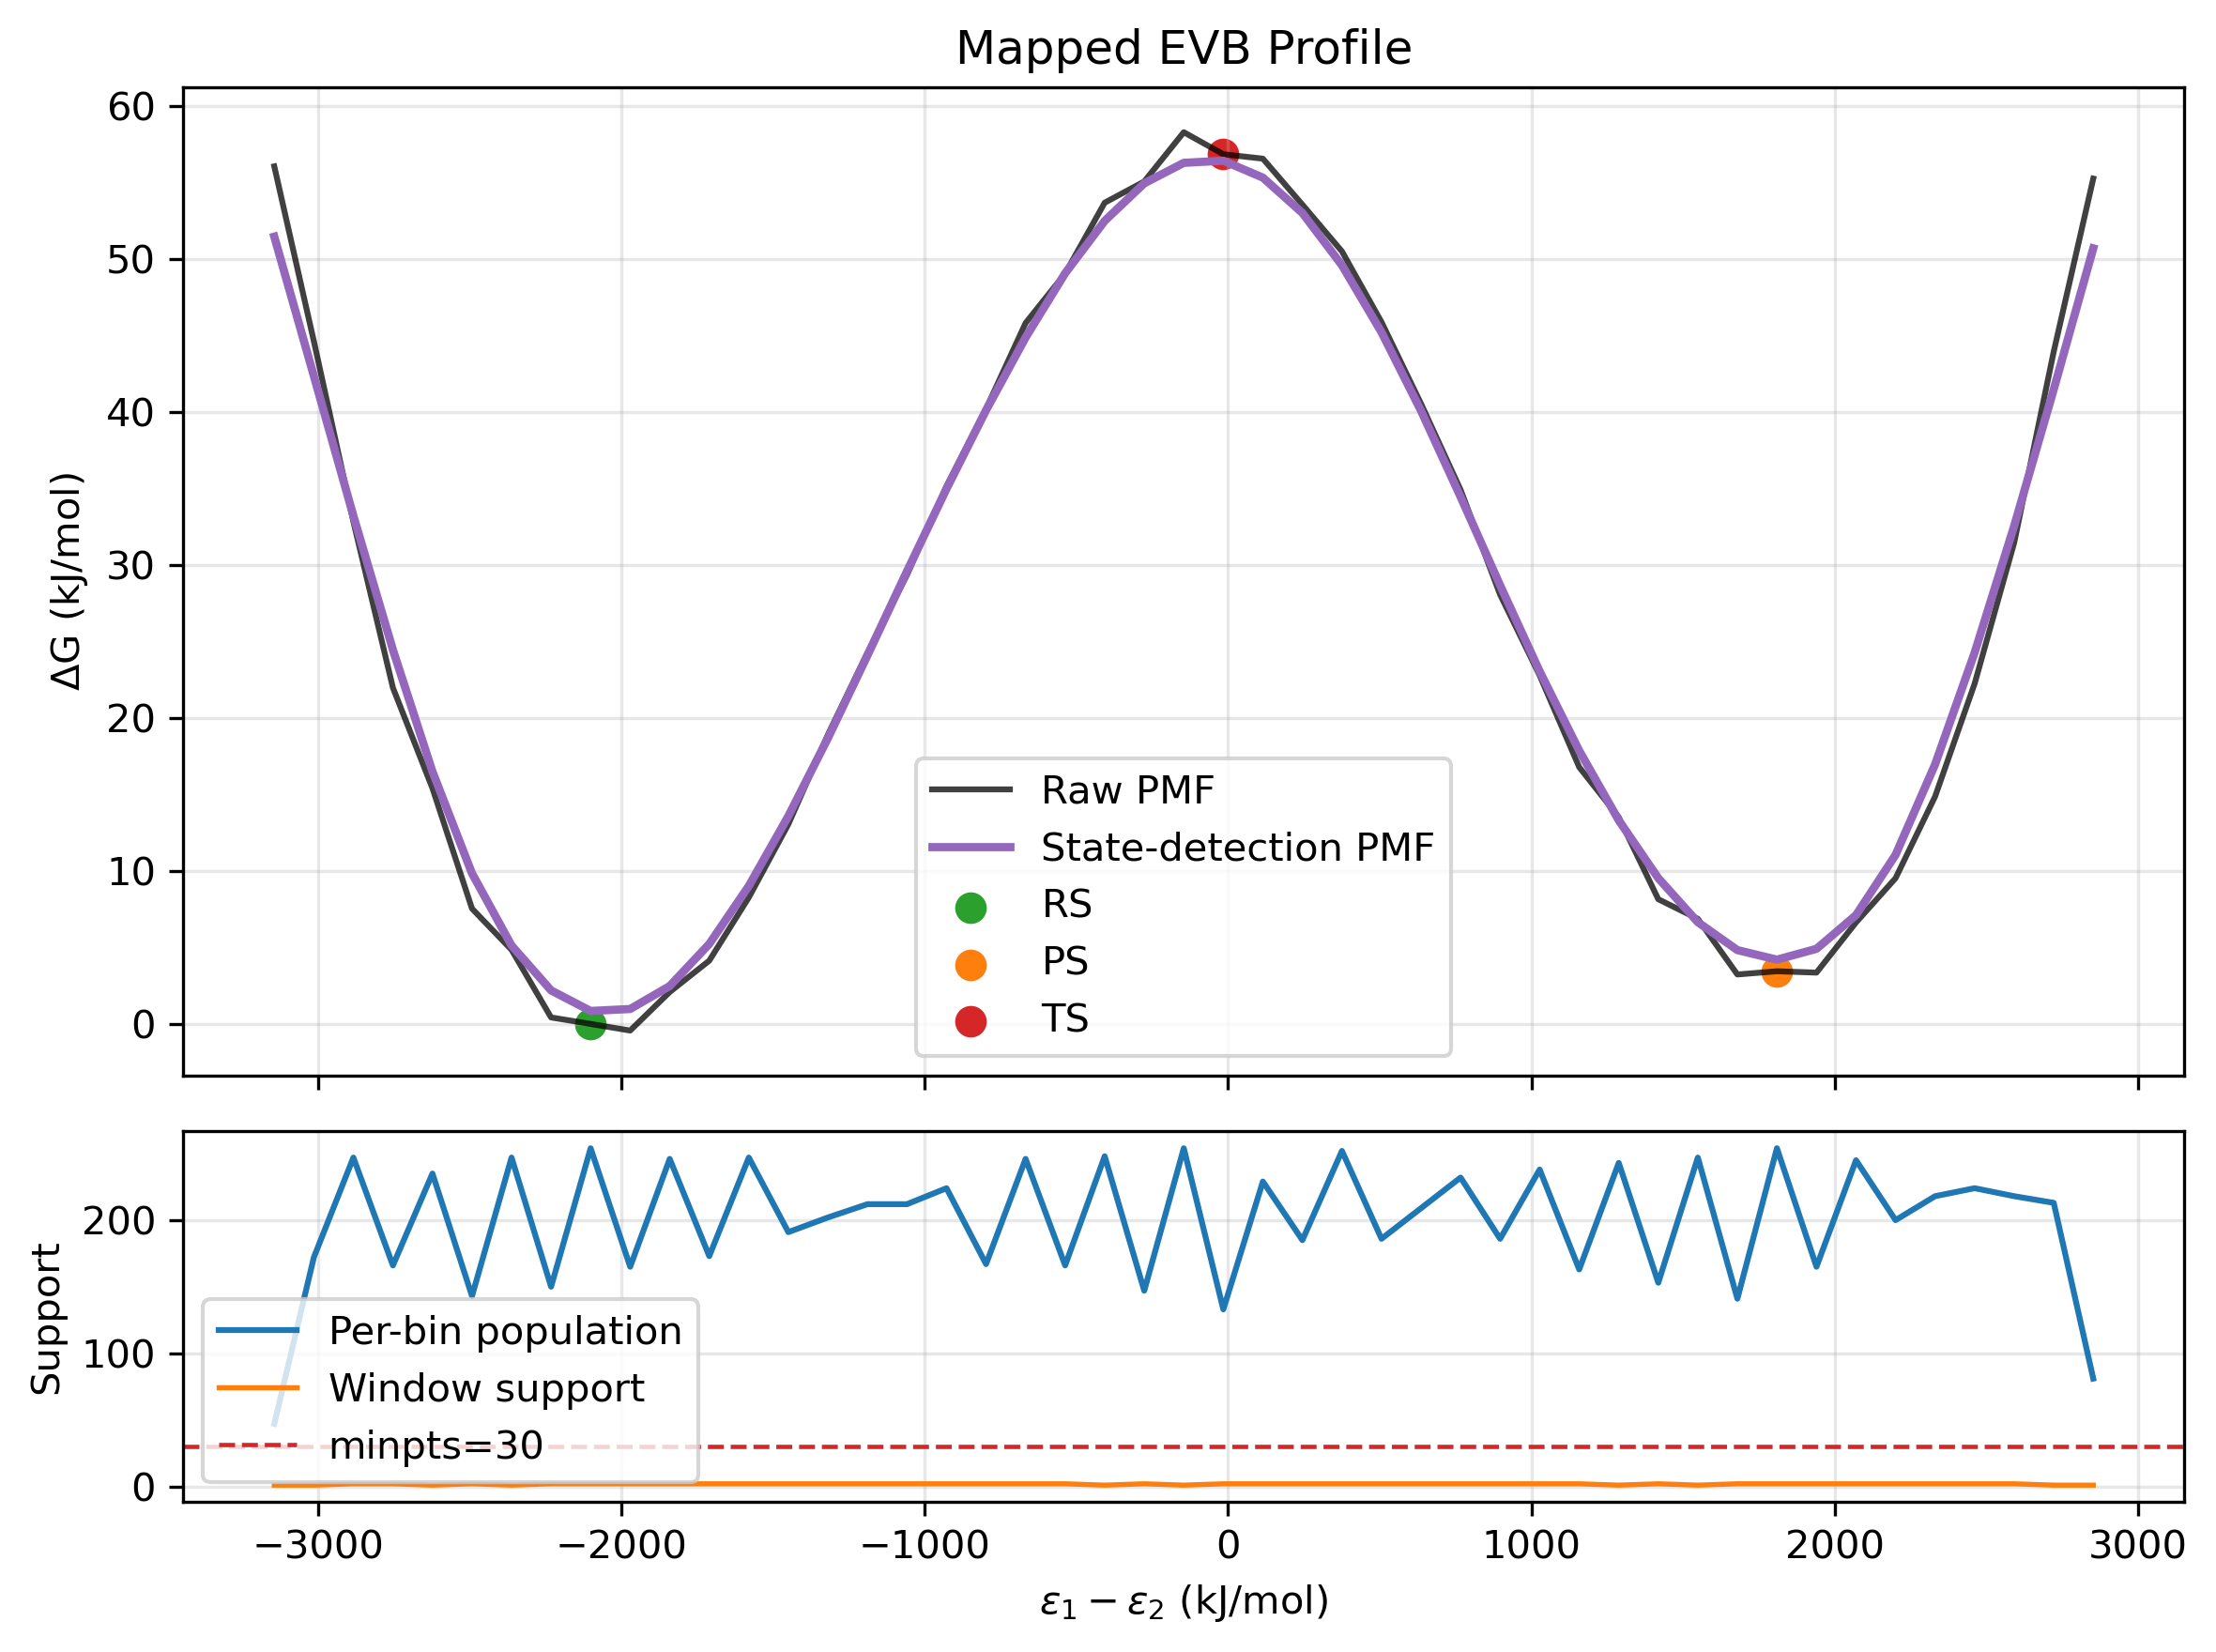 Mapped EVB Profile
60
50
40
30
20
10
0
ΔG (kJ/mol)
Raw PMF
State-detection PMF
RS
PS
TS
200
100
0
Support
Per-bin population
Window support
minpts=30
−3000
−2000
−1000
0
1000
2000
3000
ε₁ − ε₂ (kJ/mol)